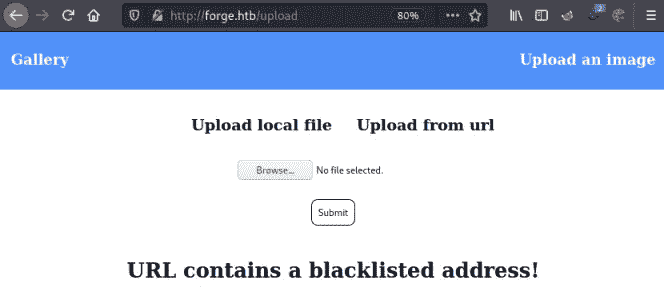 http://forge.htb/upload 80%
Gallery Upload an image
Upload local file Upload from url
Browse... No file selected.
Submit
URL contains a blacklisted address!